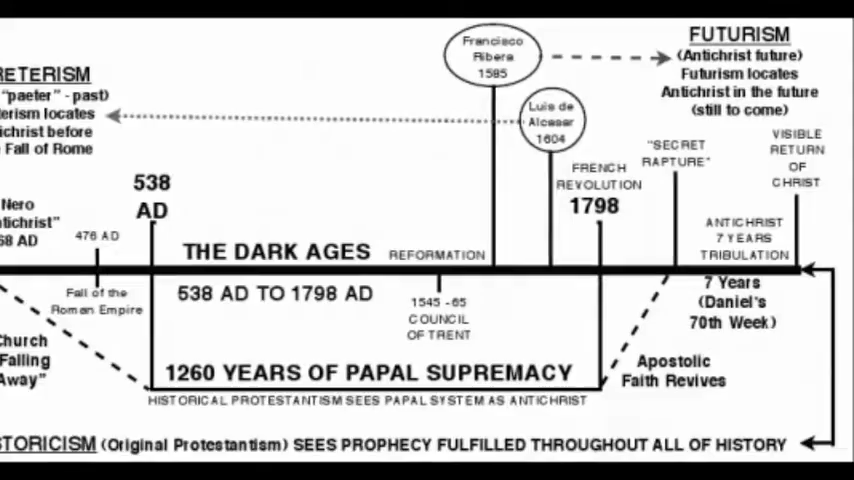 RETERISM
"paeter" - past)
terism locates
ichrist before
Fall of Rome
Nero
tichrist"
68 AD
476 AD
Fall of the
Roman Empire
Church
Falling
Away"
538
AD
THE DARK AGES
538 AD TO 1798 AD
REFORMATION
1545 -65
COUNCIL
OF TRENT
Francisco
Ribera
1585
Luis de
Alcasar
1604
FRENCH
REVOLUTION
1798
"SECRET
RAPTURE"
FUTURISM
(Antichrist future)
Futurism locates
Antichrist in the future
(still to come)
VISIBLE
RETURN
OF
CHRIST
ANTICHRIST
7 YEARS
TRIBULATION
7 Years
(Daniel's
70th Week)
Apostolic
Faith Revives
1260 YEARS OF PAPAL SUPREMACY
HISTORICAL PROTESTANTISM SEES PAPAL SYSTEM AS ANTICHRIST
STORICISM (Original Protestantism) SEES PROPHECY FULFILLED THROUGHOUT ALL OF HISTORY